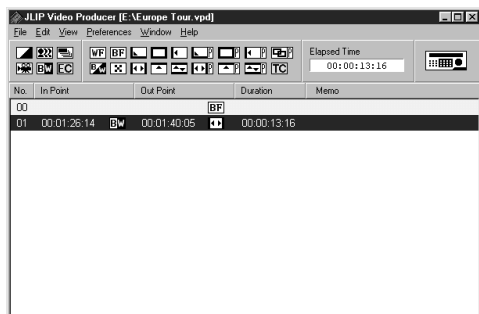 JLIP Video Producer [E:\Europe Tour.vpd]
File Edit View Preferences Window Help
WF BF P P P P Elapsed Time
BW EC B/W P P P TC 00:00:13:16
No. In Point Out Point Duration Memo
00 BF
01 00:01:26:14 BW 00:01:40:05 00:00:13:16